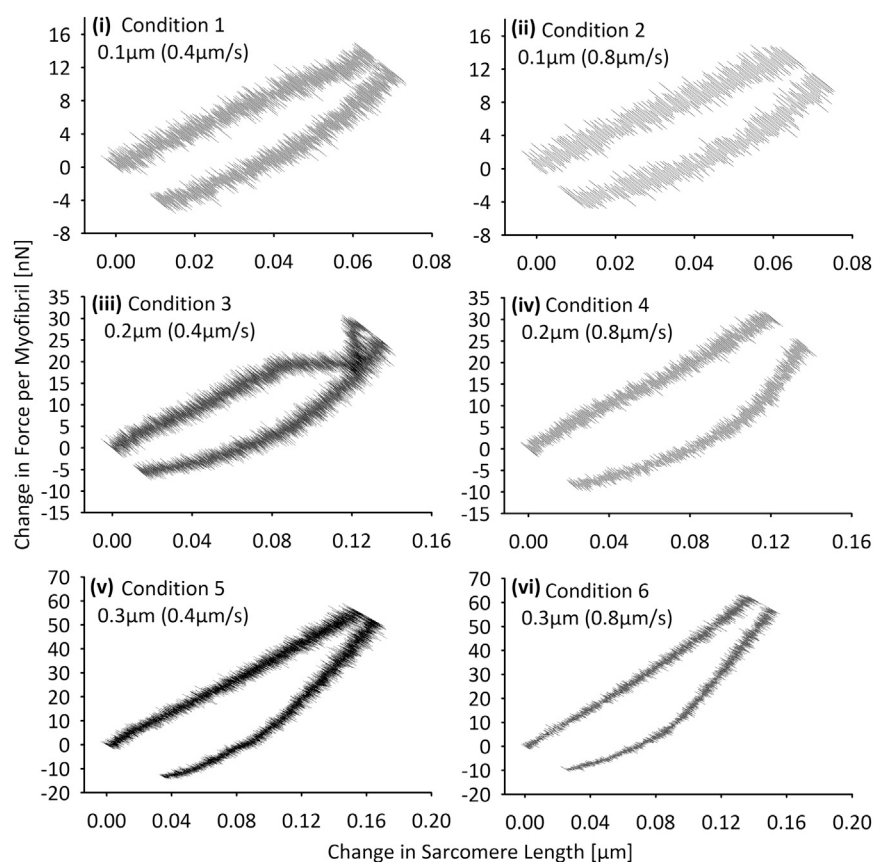 (i) Condition 1
0.1µm (0.4µm/s)
16
12
8
4
0
-4
-8
0.00 0.02 0.04 0.06 0.08
(ii) Condition 2
0.1µm (0.8µm/s)
16
12
8
4
0
-4
-8
0.00 0.02 0.04 0.06 0.08
Change in Force per Myofibril [nN]
(iii) Condition 3
0.2µm (0.4µm/s)
35
30
25
20
15
10
5
0
-5
-10
-15
0.00 0.04 0.08 0.12 0.16
(iv) Condition 4
0.2µm (0.8µm/s)
35
30
25
20
15
10
5
0
-5
-10
-15
0.00 0.04 0.08 0.12 0.16
(v) Condition 5
0.3µm (0.4µm/s)
70
60
50
40
30
20
10
0
-10
-20
0.00 0.04 0.08 0.12 0.16 0.20
(vi) Condition 6
0.3µm (0.8µm/s)
70
60
50
40
30
20
10
0
-10
-20
0.00 0.04 0.08 0.12 0.16 0.20
Change in Sarcomere Length [µm]